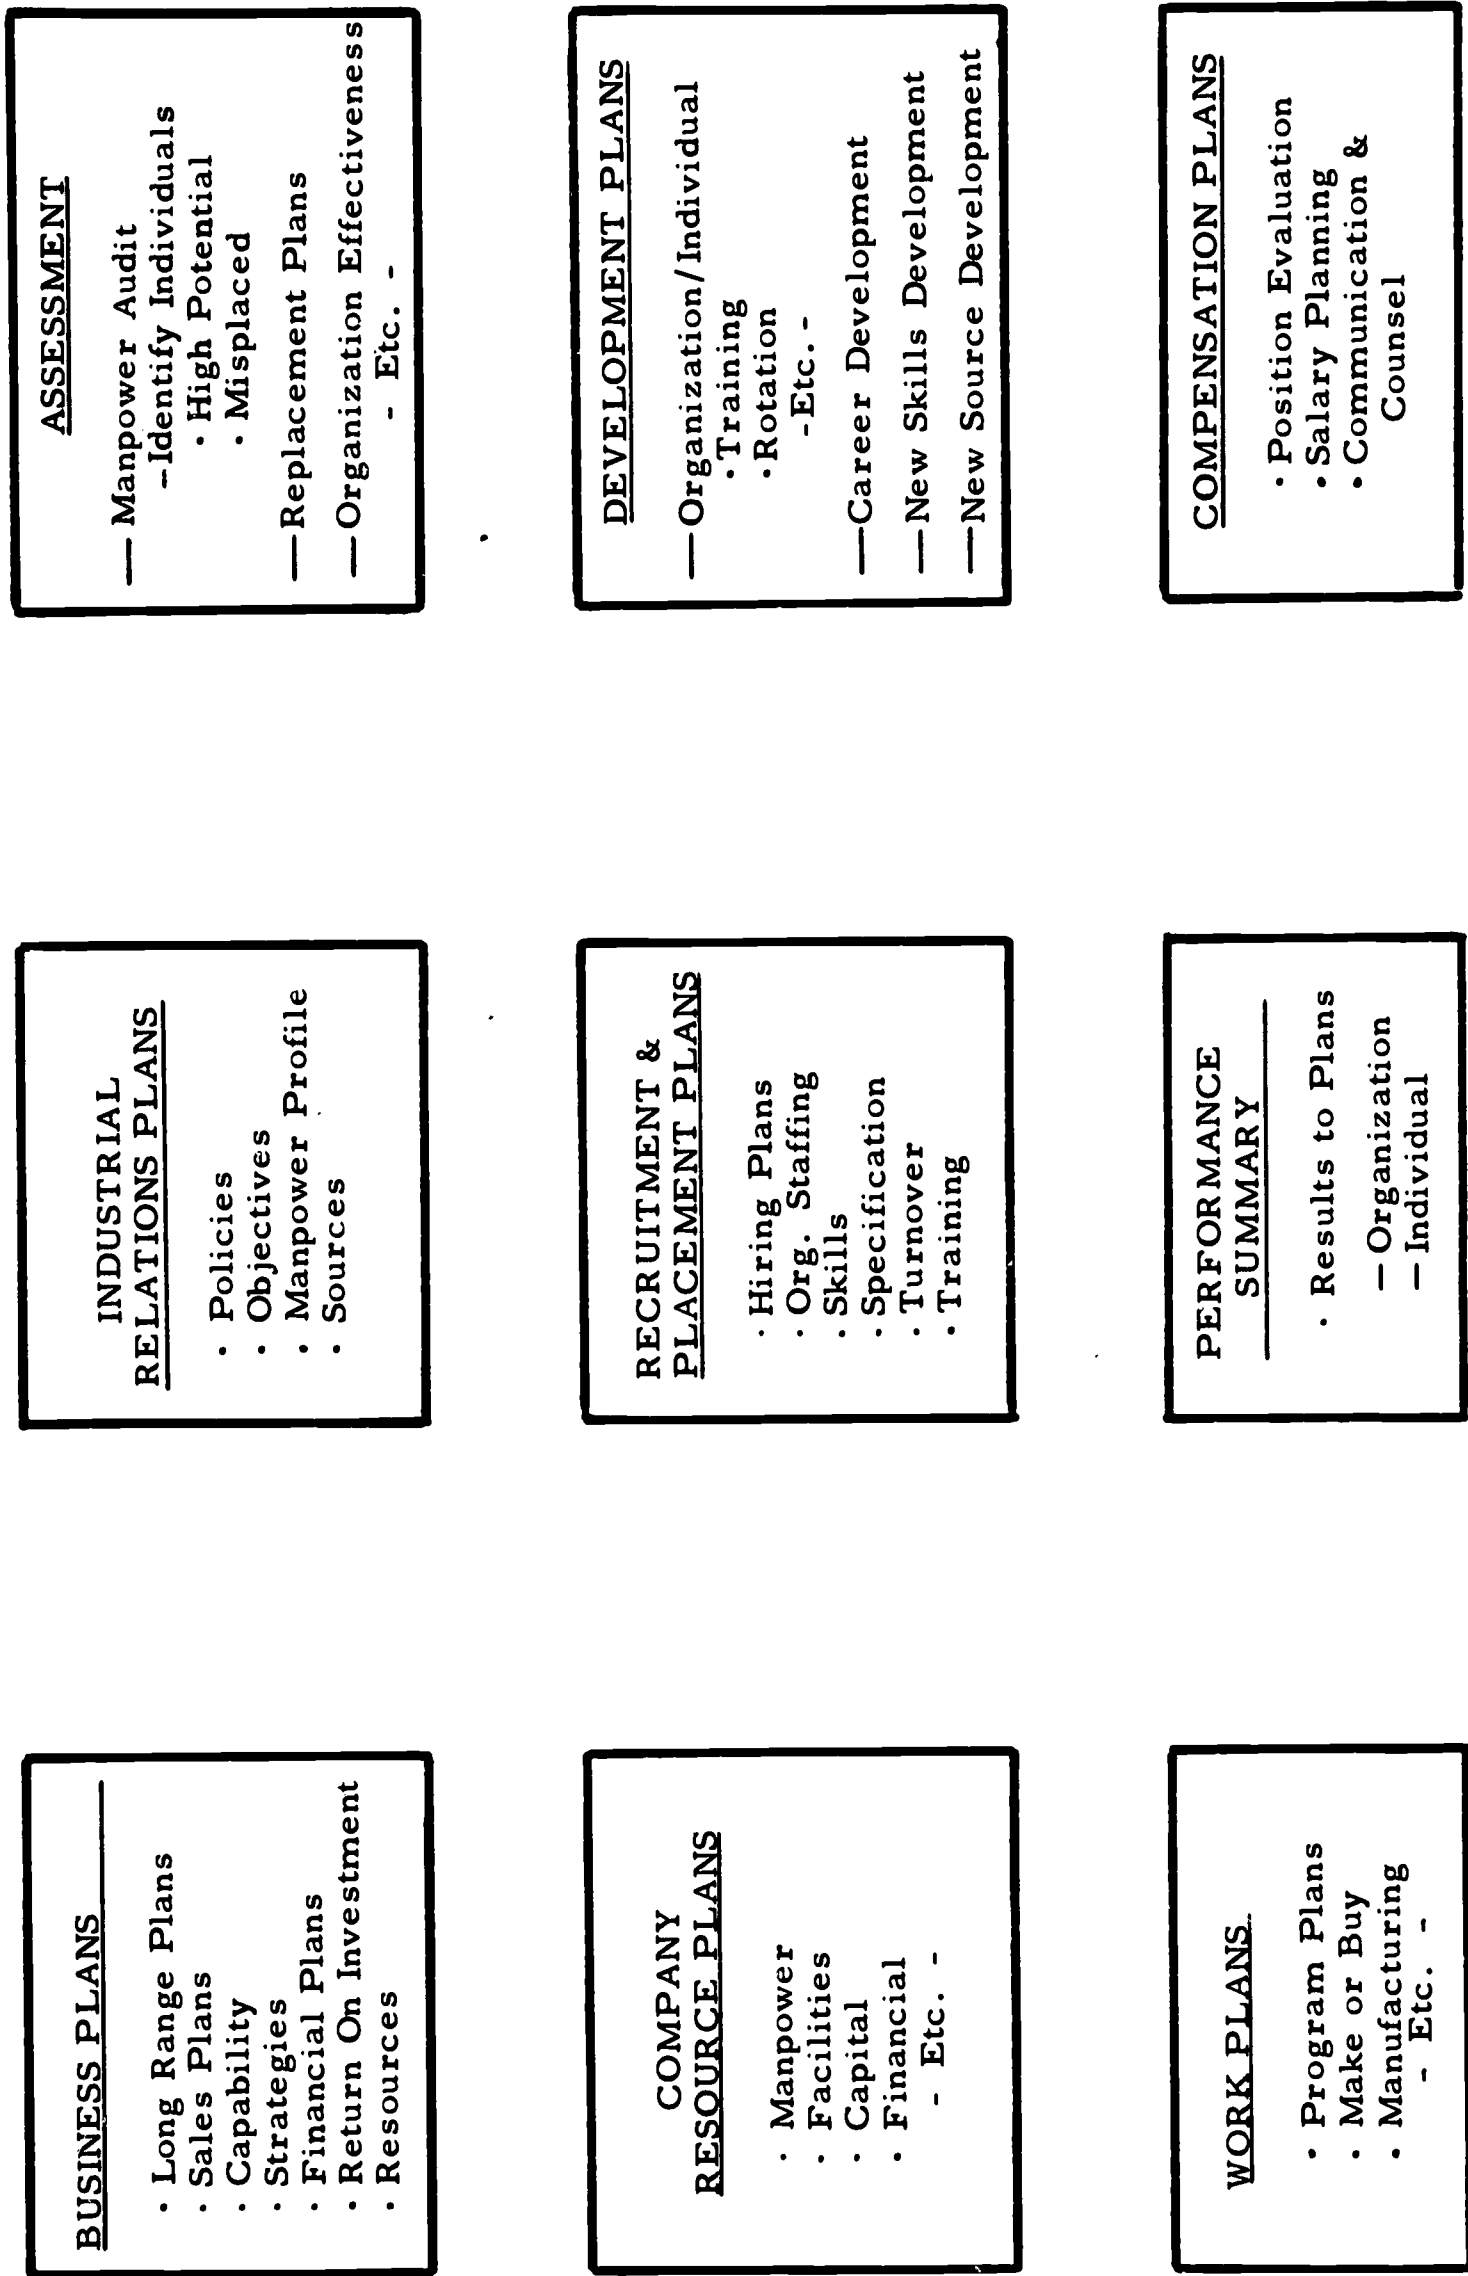 BUSINESS PLANS
· Long Range Plans
· Sales Plans
· Capability
· Strategies
· Financial Plans
· Return On Investment
· Resources
INDUSTRIAL
RELATIONS PLANS
· Policies
· Objectives
· Manpower Profile
· Sources
ASSESSMENT
— Manpower Audit
–Identify Individuals
· High Potential
· Misplaced
—Replacement Plans
—Organization Effectiveness
- Etc. -
COMPANY
RESOURCE PLANS
· Manpower
· Facilities
· Capital
· Financial
- Etc. -
RECRUITMENT &
PLACEMENT PLANS
· Hiring Plans
· Org. Staffing
· Skills
· Specification
· Turnover
· Training
DEVELOPMENT PLANS
—Organization/Individual
·Training
·Rotation
-Etc. -
—Career Development
—New Skills Development
—New Source Development
WORK PLANS
· Program Plans
· Make or Buy
· Manufacturing
- Etc. -
PERFORMANCE
SUMMARY
· Results to Plans
— Organization
— Individual
COMPENSATION PLANS
· Position Evaluation
· Salary Planning
· Communication &
Counsel